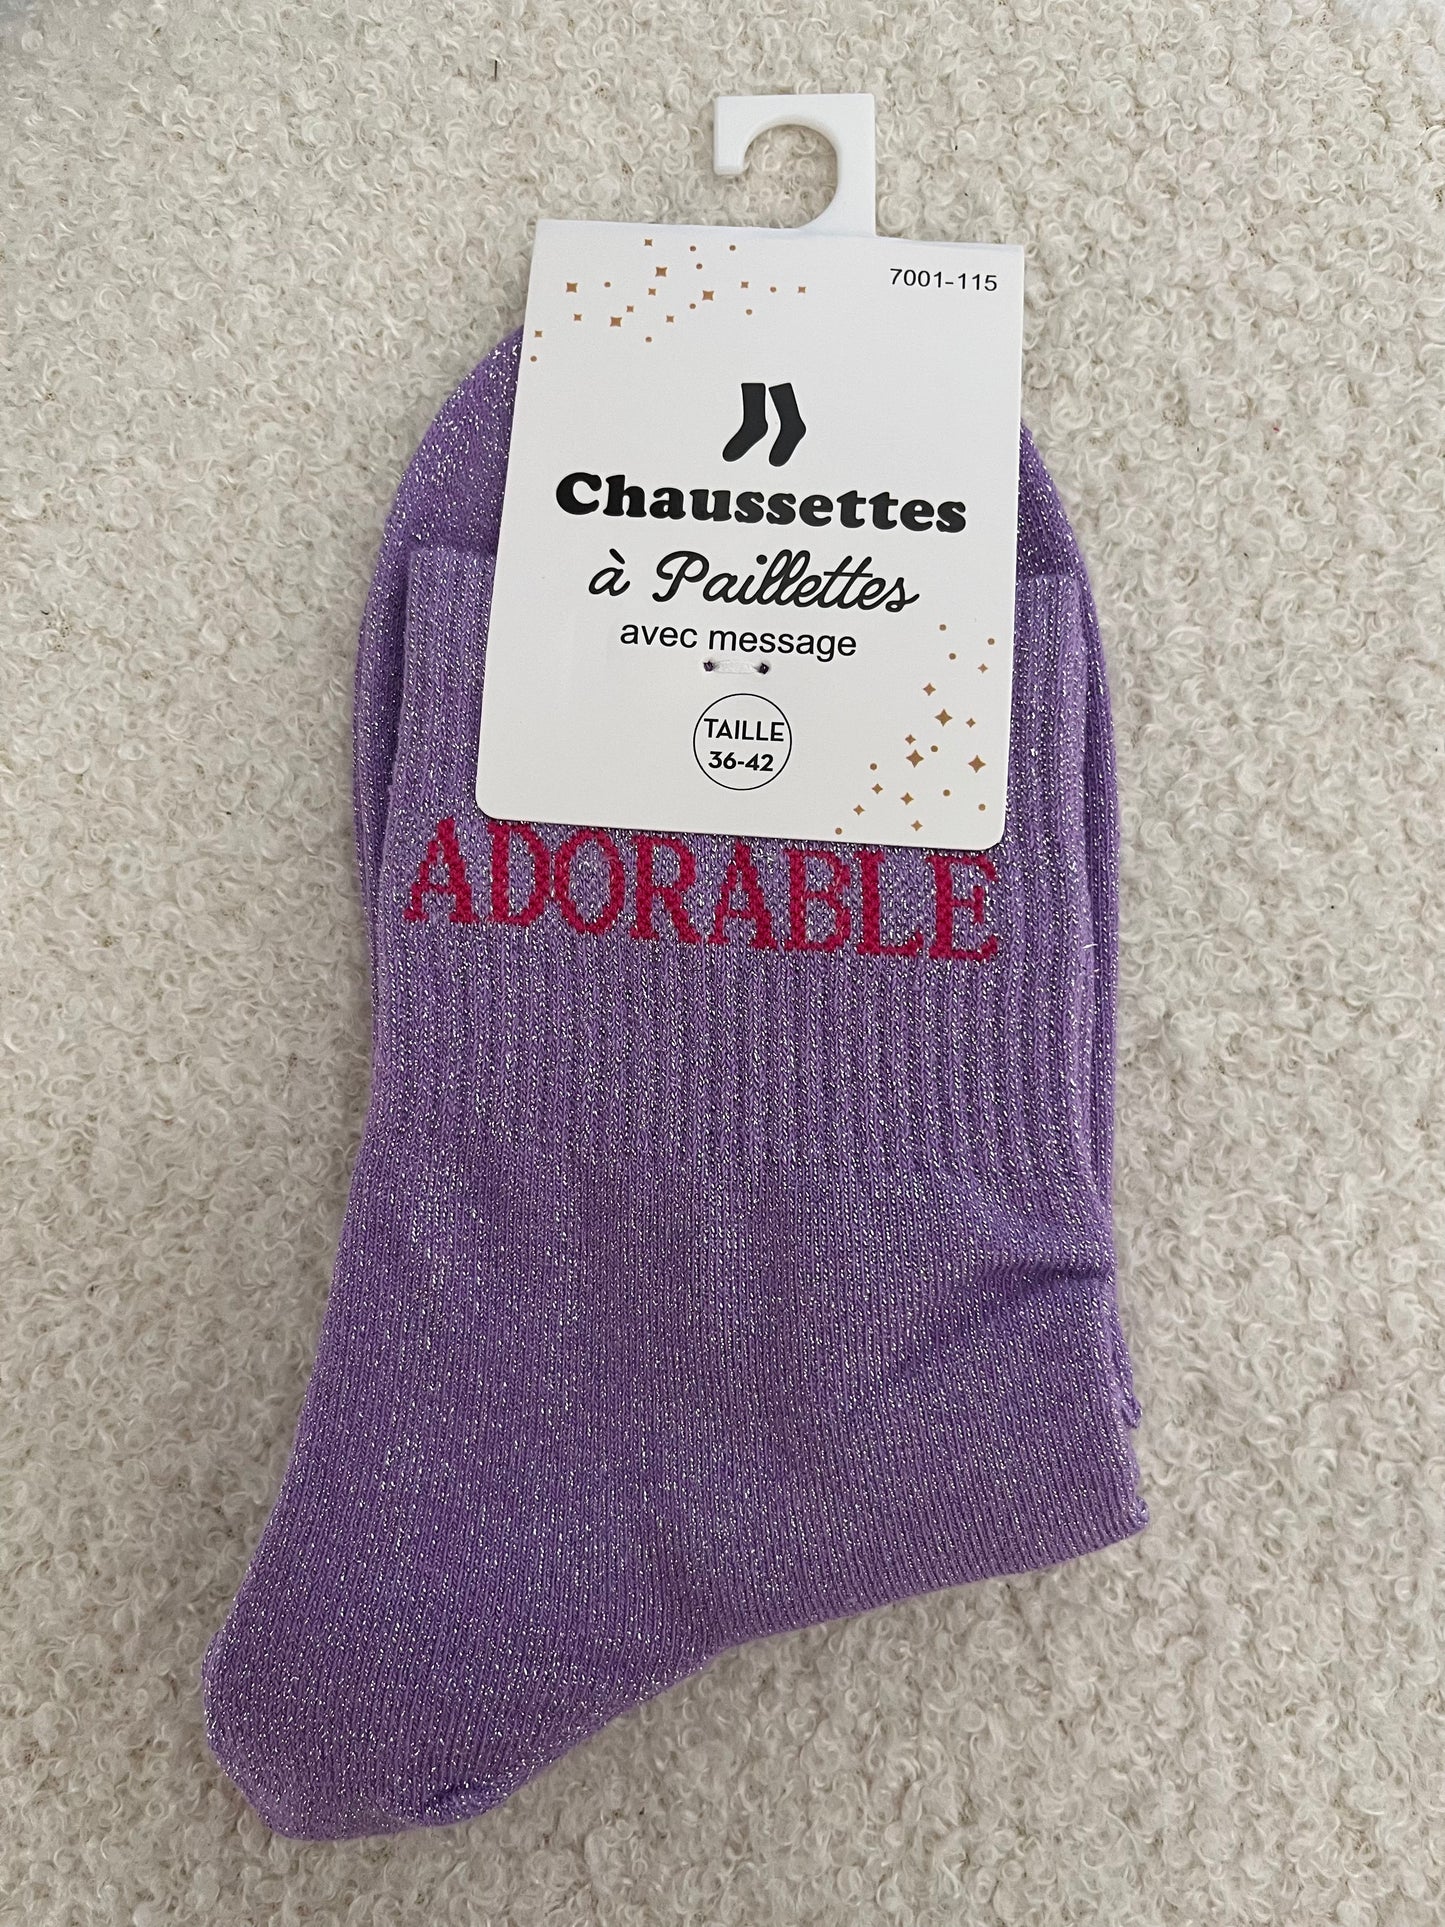 7001-115
Chaussettes
à Paillettes
avec message
TAILLE
36-42
ADORABLE